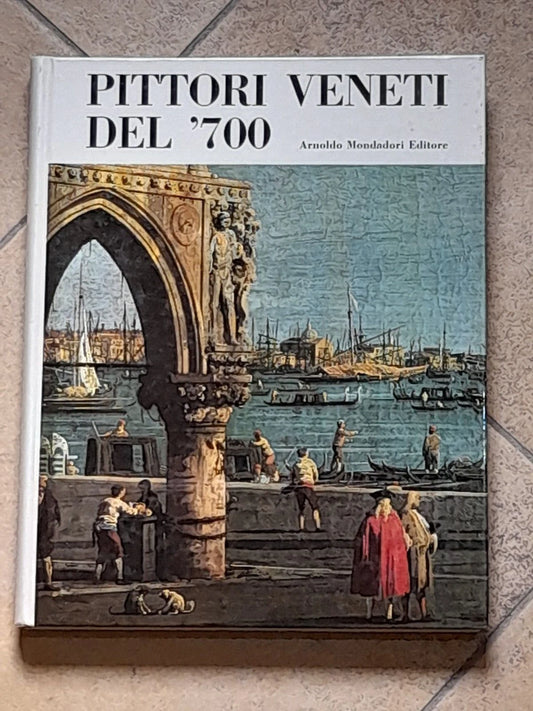 PITTORI VENETI
DEL '700 Arnoldo Mondadori Editore